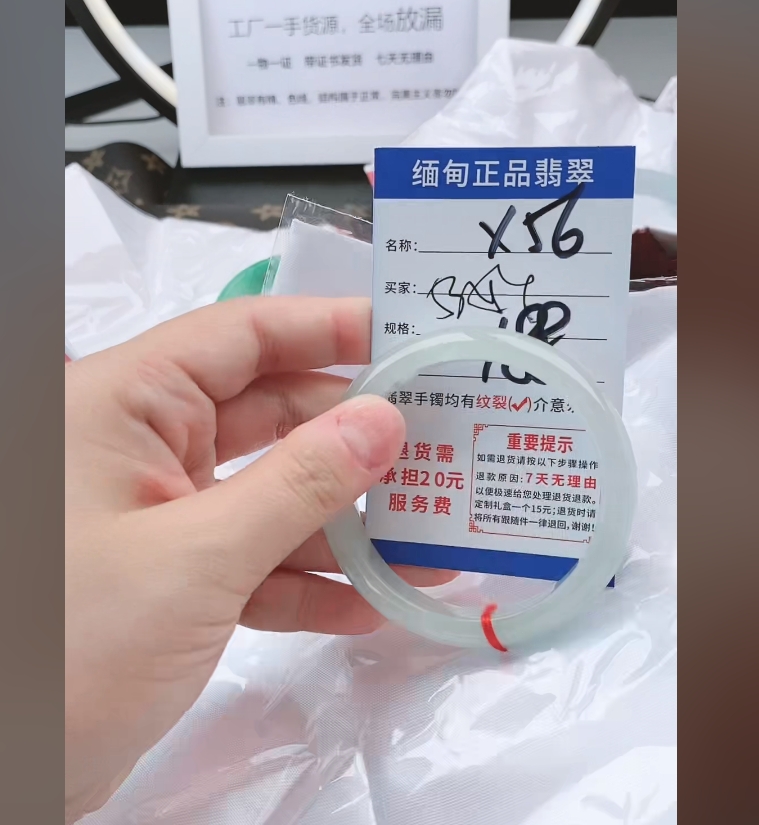 工厂一手货源，全场放漏
一物一证 带证书发货 七天无理由
缅甸正品翡翠
名称： X56
买家：
规格：
翡翠手镯均有纹裂(✓)介意
退货需
承担20元
服务费
重要提示
如需退货请按以下步骤操作
退款原因：7天无理由
以便极速给您处理退货退款。
定制礼盒一个15元；退货时请
将所有跟随件一律退回，谢谢！